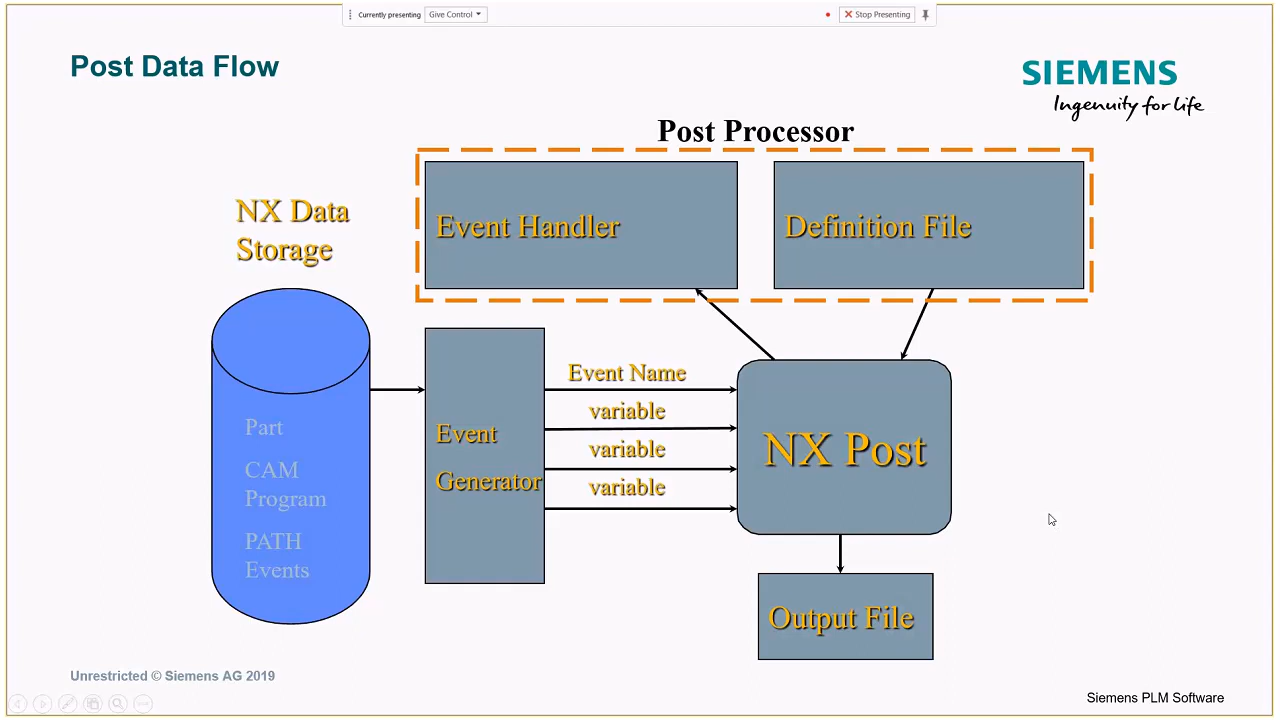 Currently presenting
Give Control
Stop Presenting
Post Data Flow
SIEMENS
Ingenuity for life
Post Processor
Event Handler
Definition File
NX Data
Storage
Part
CAM
Program
PATH
Events
Event
Generator
Event Name
variable
variable
variable
NX Post
Output File
Unrestricted © Siemens AG 2019
Siemens PLM Software